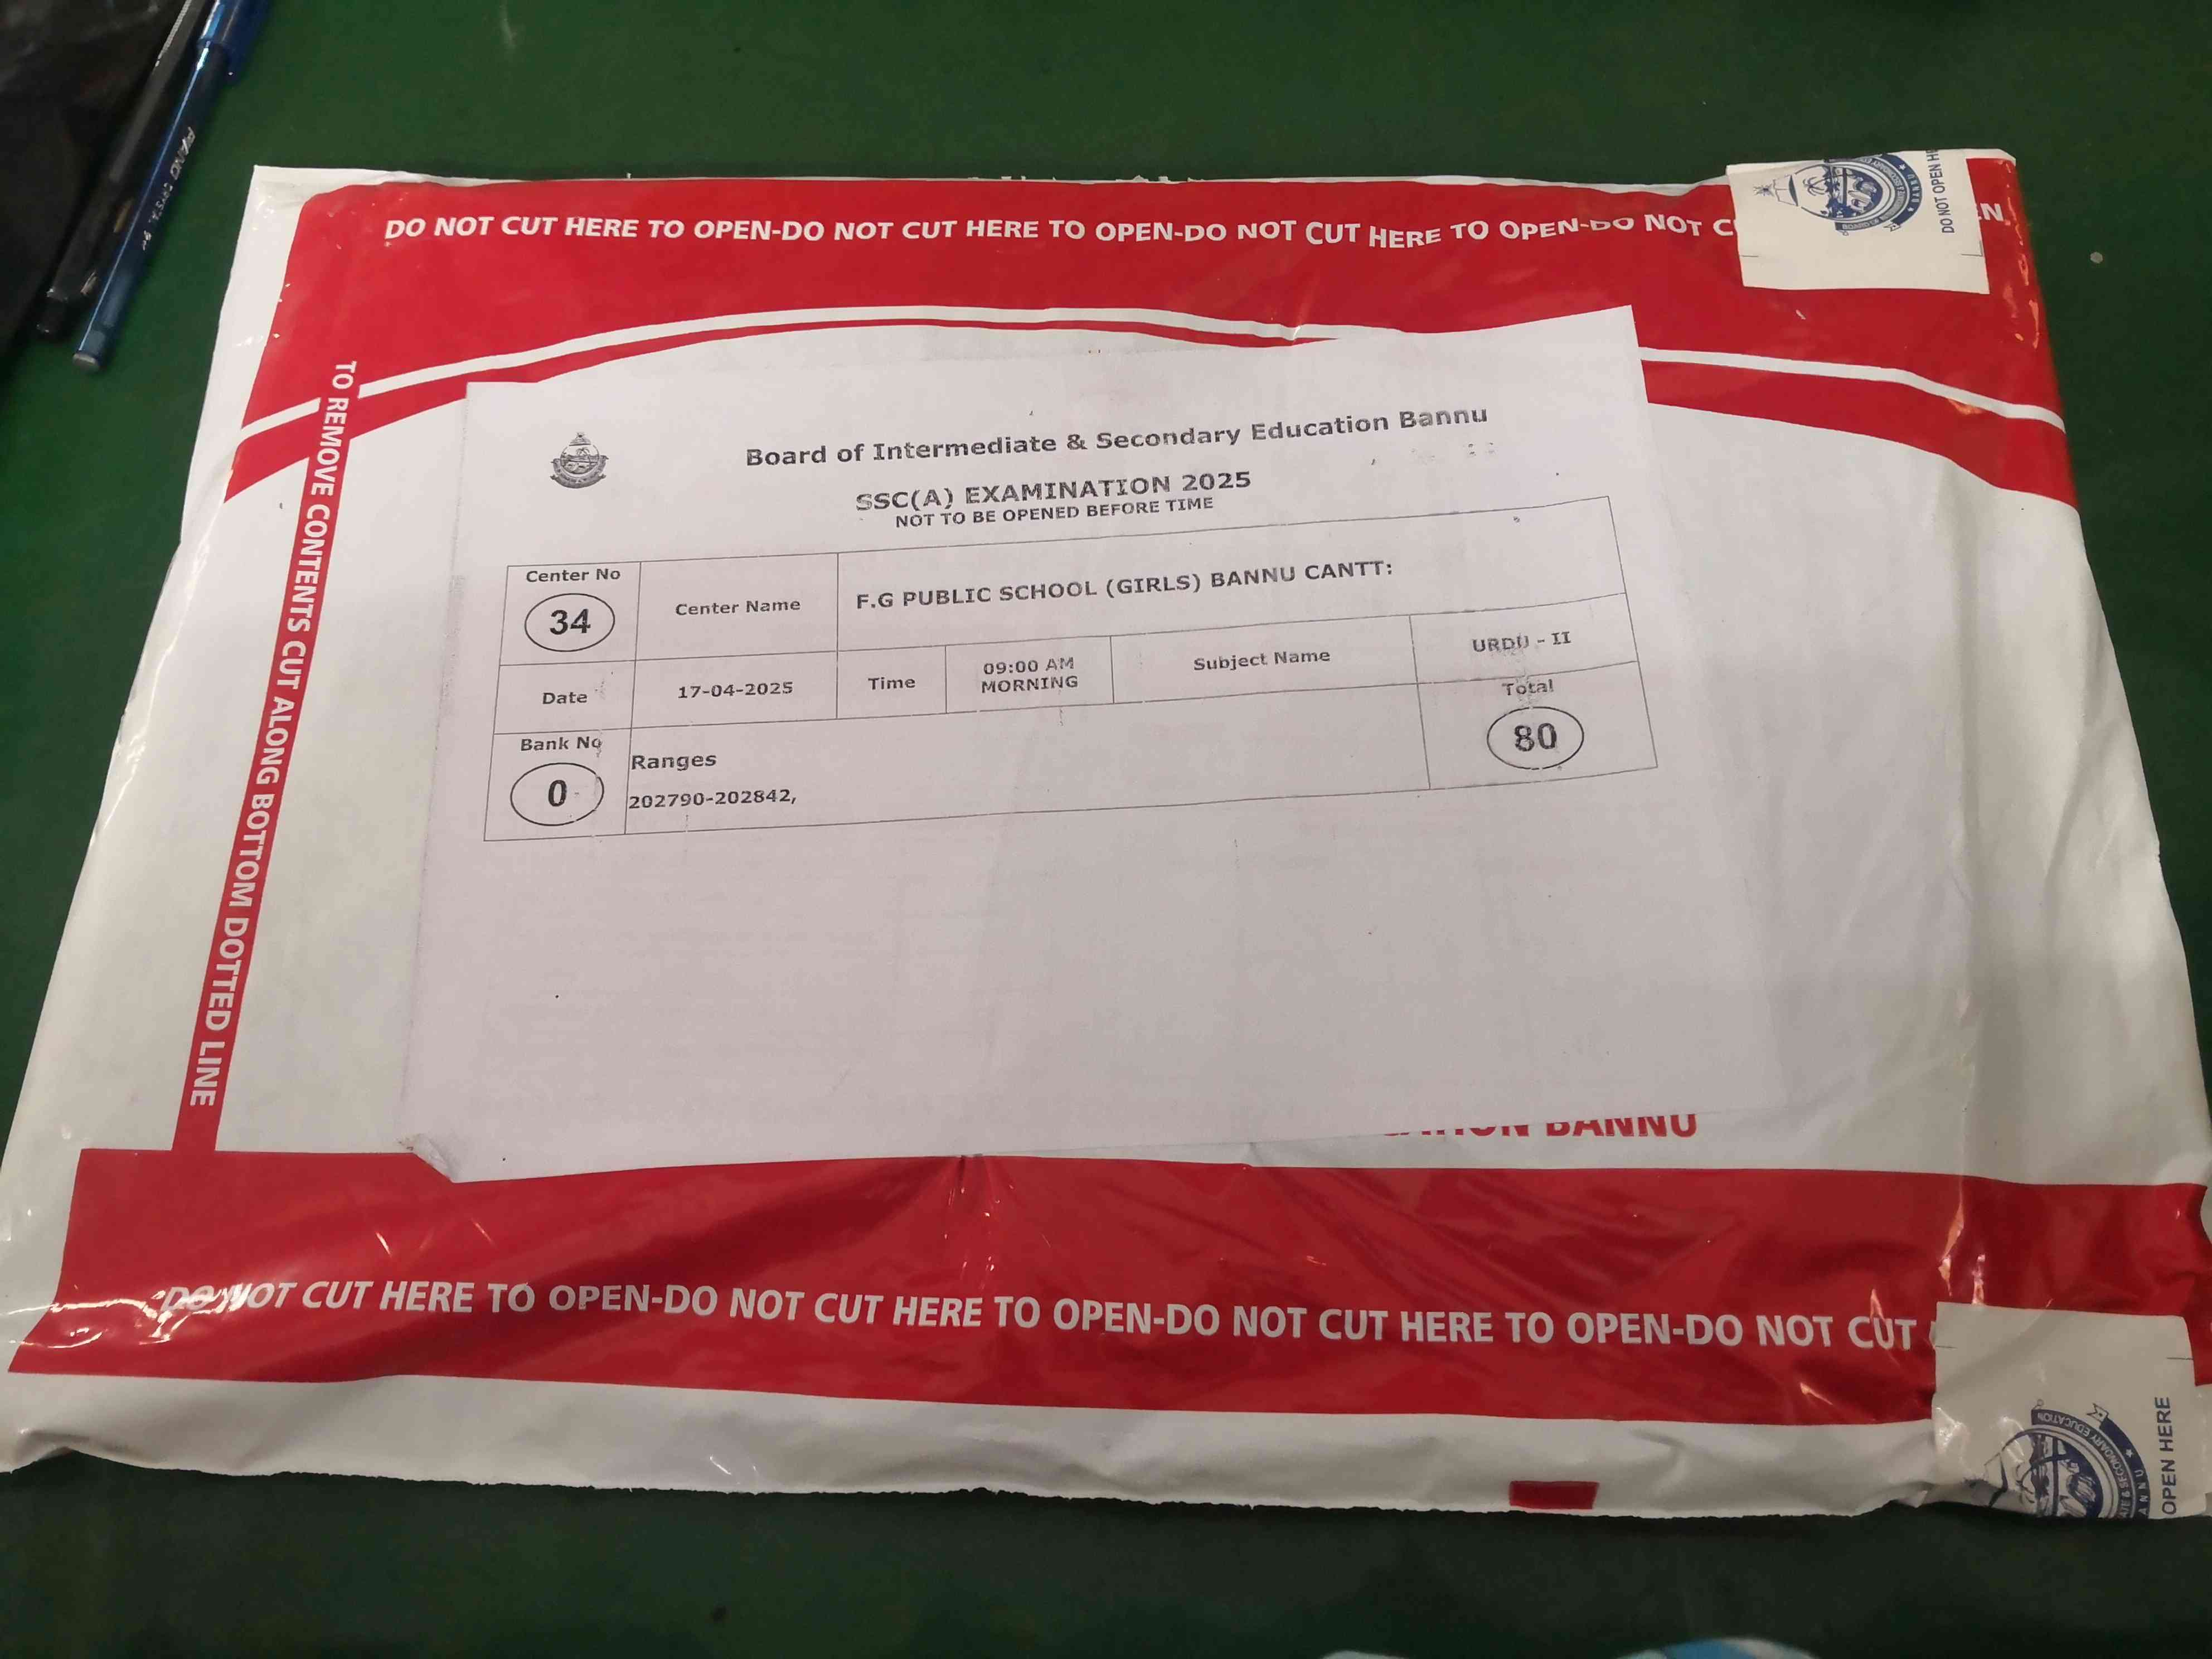 DO NOT CUT HERE TO OPEN-DO NOT CUT HERE TO OPEN-DO NOT CUT HERE TO OPEN-DO NOT C
EN
DO NOT OPEN HE
TO REMOVE CONTENTS CUT ALONG BOTTOM DOTTED LINE
Board of Intermediate & Secondary Education Bannu
SSC(A) EXAMINATION 2025
NOT TO BE OPENED BEFORE TIME
Center No
34
Center Name
F.G PUBLIC SCHOOL (GIRLS) BANNU CANTT:
Date
17-04-2025
Time
09:00 AM
MORNING
Subject Name
URDU - II
Bank No
0
Ranges
202790-202842,
Total
80
BANNU
DO NOT CUT HERE TO OPEN-DO NOT CUT HERE TO OPEN-DO NOT CUT HERE TO OPEN-DO NOT CUT
OPEN HERE
PIANO